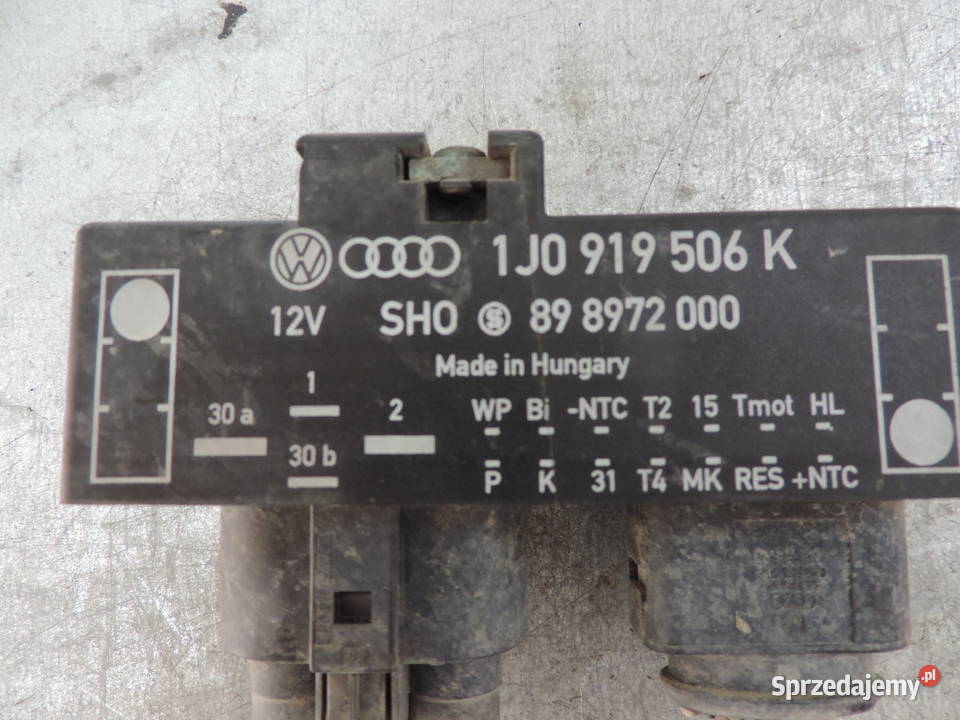 1J0 919 506 K
12V SHO 89 8972 000
Made in Hungary
30 a 1 2 WP Bi -NTC T2 15 Tmot HL
30 b P K 31 T4 MK RES +NTC
Sprzedajemy.pl